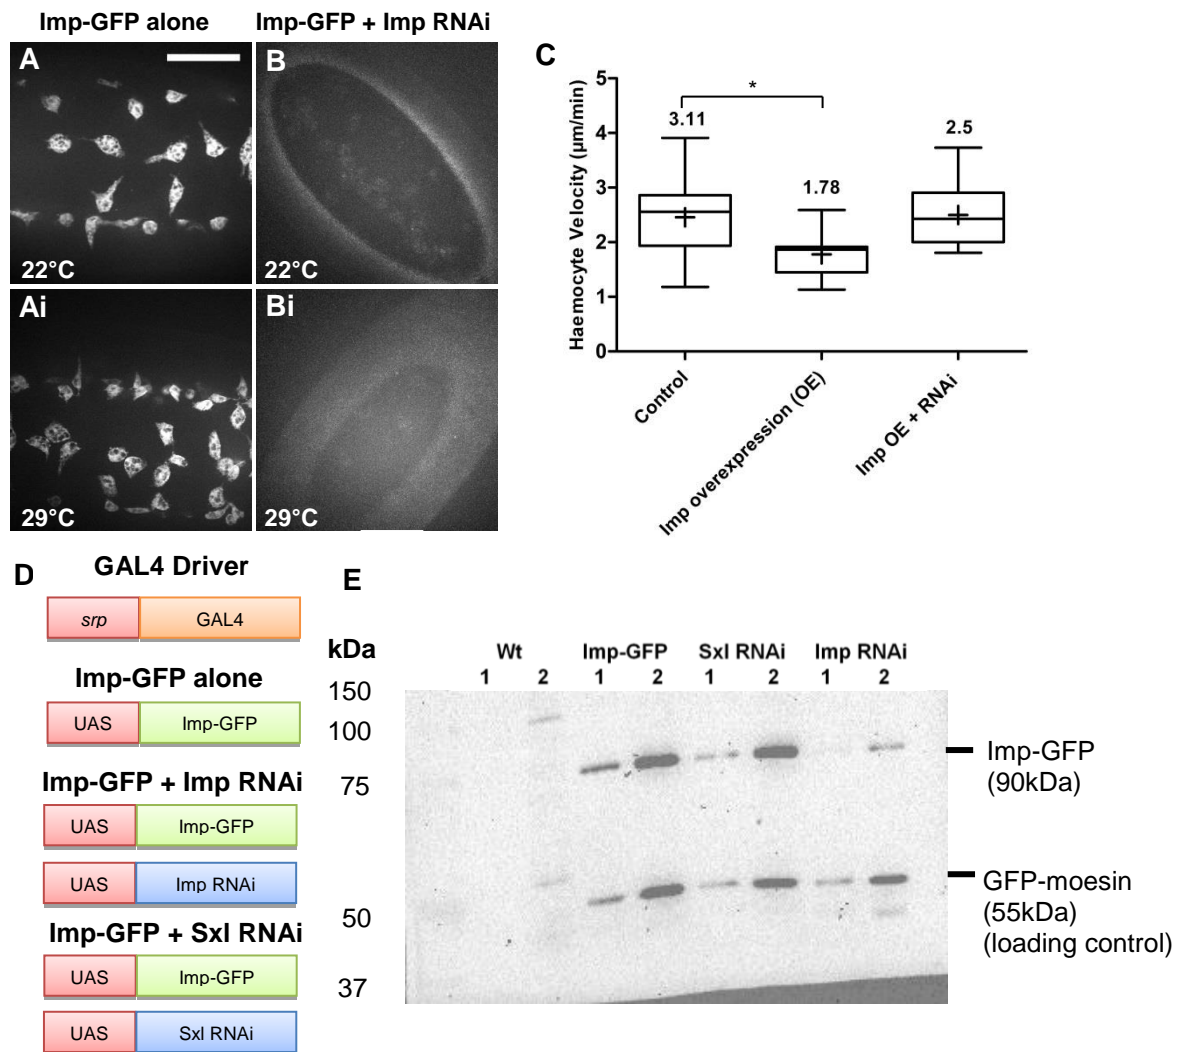 Imp-GFP alone
Imp-GFP + Imp RNAi
A
22°C
B
22°C
Ai
29°C
Bi
29°C
C
Haemocyte Velocity (µm/min)
5
4
3
2
1
0
*
3.11
1.78
2.5
Control
Imp overexpression (OE)
Imp OE + RNAi
D
GAL4 Driver
srp
GAL4
Imp-GFP alone
UAS
Imp-GFP
Imp-GFP + Imp RNAi
UAS
Imp-GFP
UAS
Imp RNAi
Imp-GFP + Sxl RNAi
UAS
Imp-GFP
UAS
Sxl RNAi
E
kDa
150
100
75
50
37
Wt
Imp-GFP
Sxl RNAi
Imp RNAi
1 2 1 2 1 2 1 2
Imp-GFP
(90kDa)
GFP-moesin
(55kDa)
(loading control)